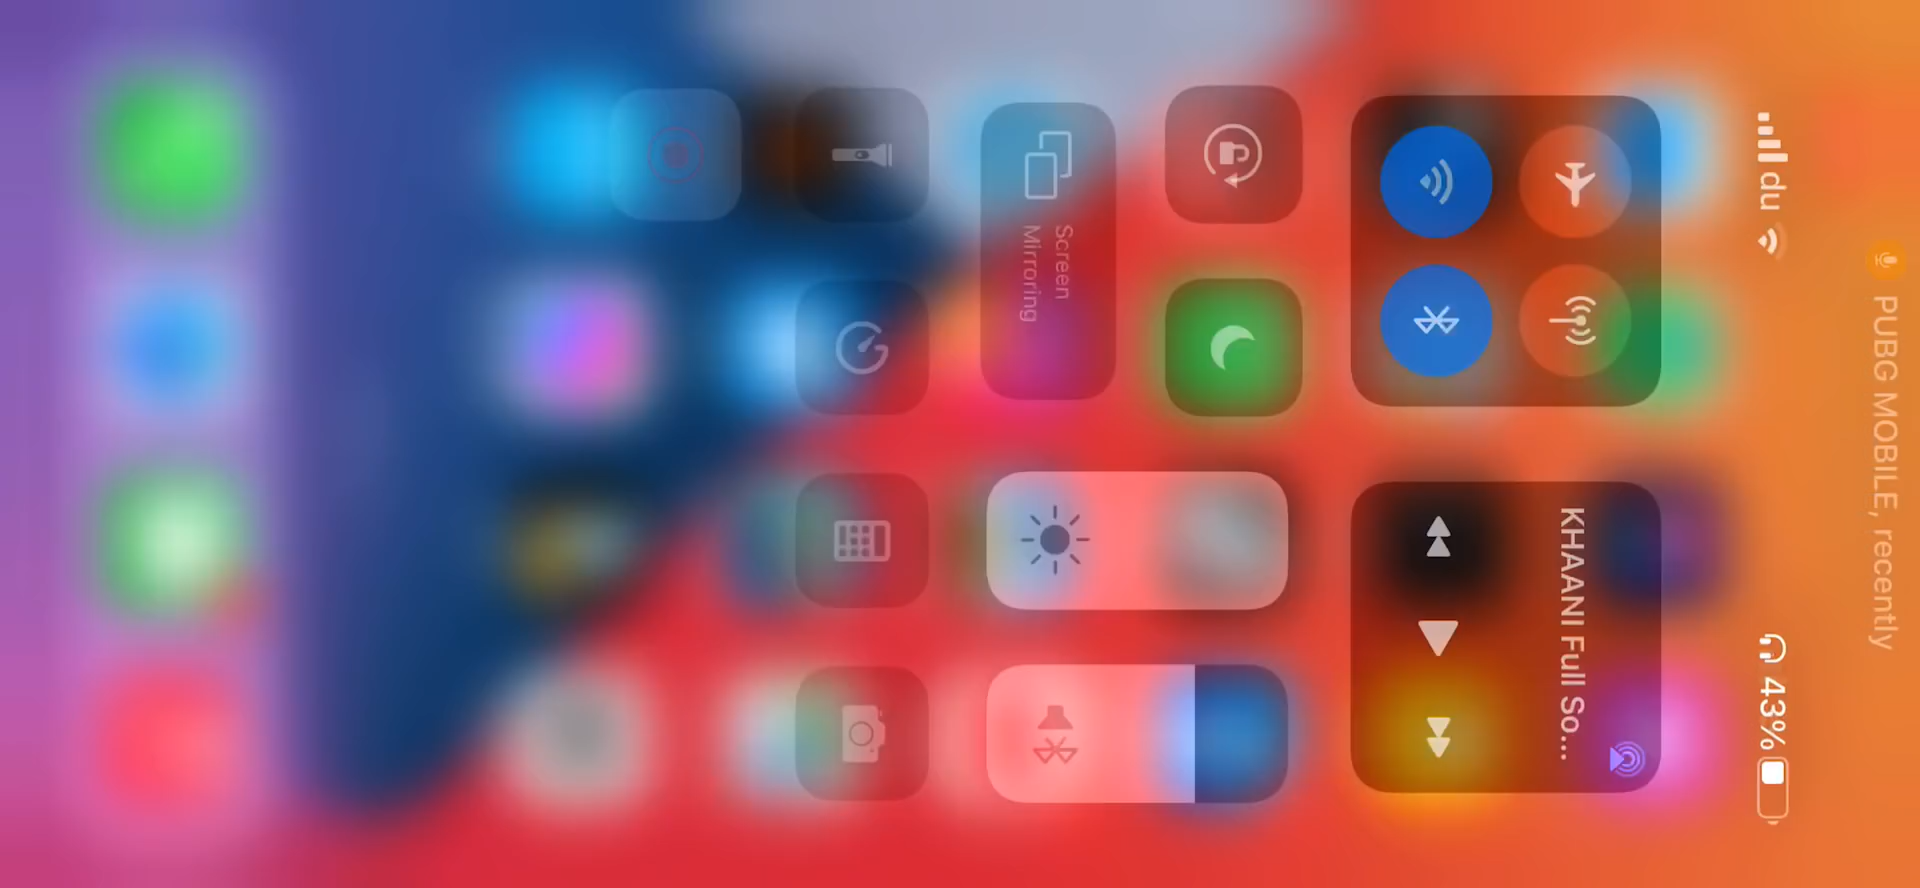 PUBG MOBILE, recently
du
43%
KHAANI Full So...
Screen
Mirroring